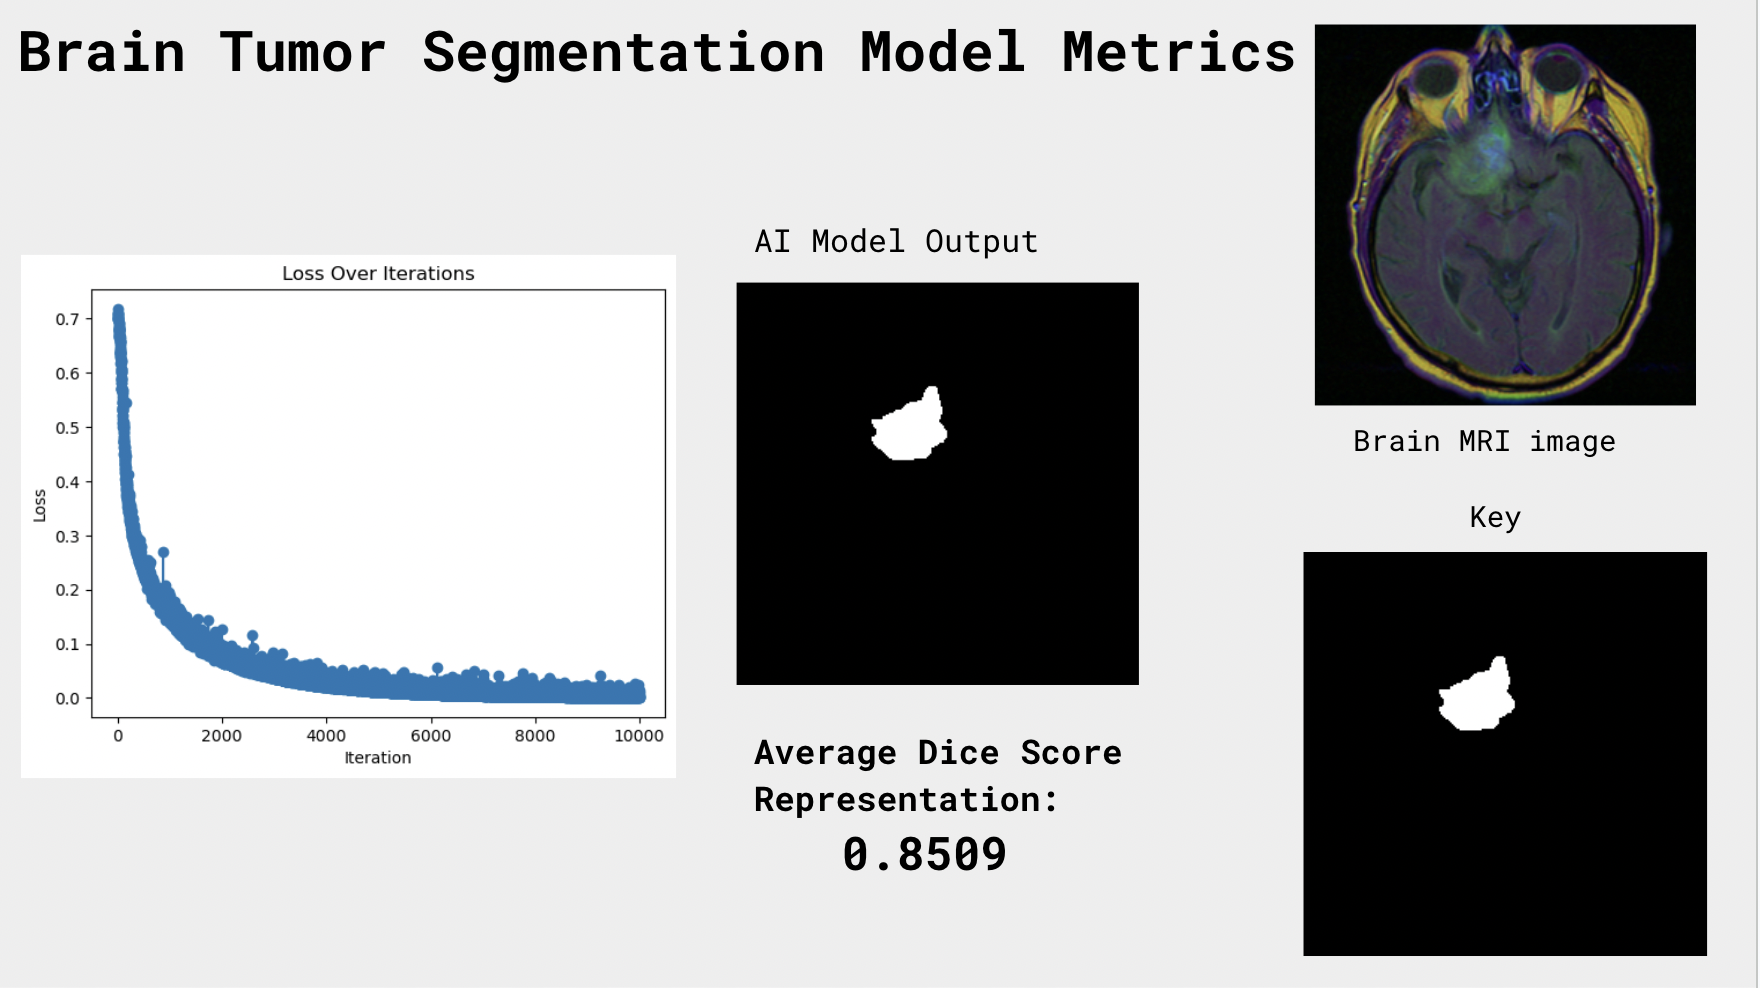 Brain Tumor Segmentation Model Metrics
Loss Over Iterations
0.7
0.6
0.5
0.4
0.3
0.2
0.1
0.0
Loss
0 2000 4000 6000 8000 10000
Iteration
AI Model Output
Average Dice Score
Representation:
0.8509
Brain MRI image
Key